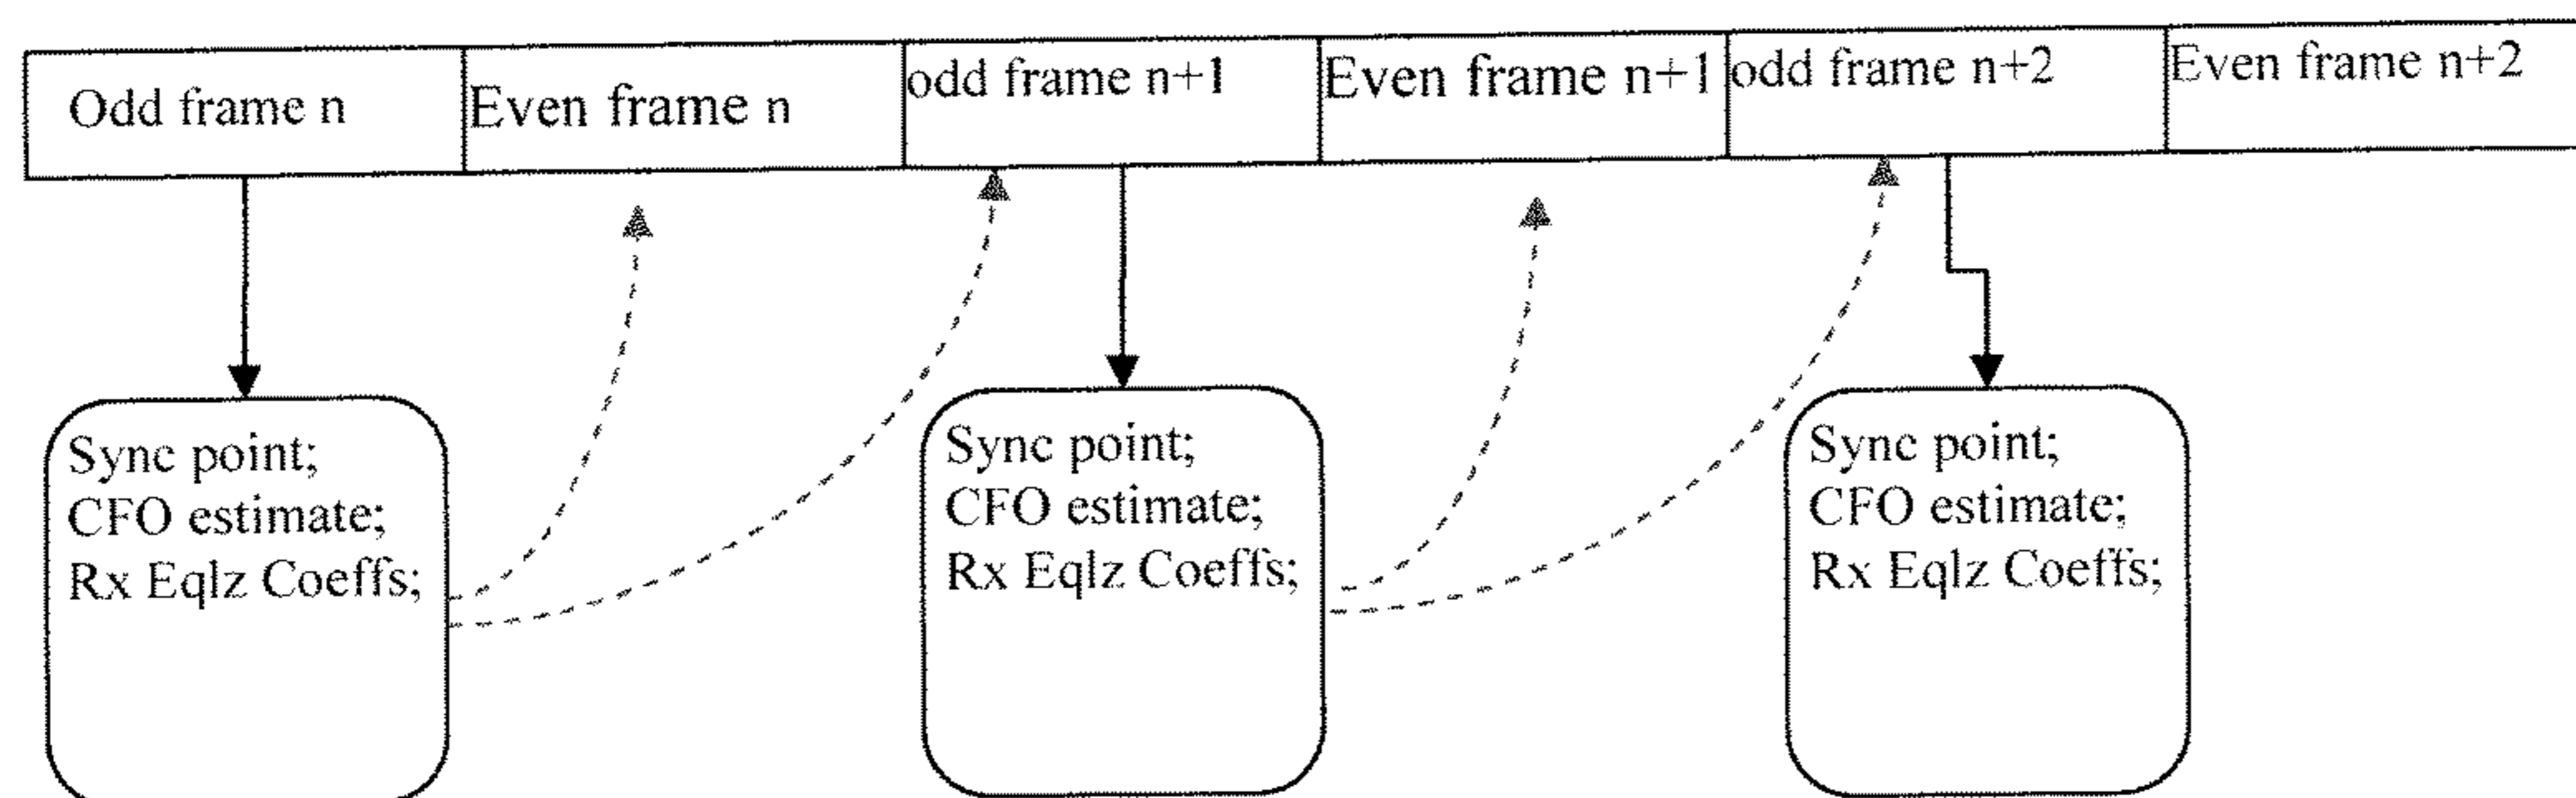 Odd frame n
Even frame n
odd frame n+1
Even frame n+1
odd frame n+2
Even frame n+2
Sync point;
CFO estimate;
Rx Eqlz Coeffs;
Sync point;
CFO estimate;
Rx Eqlz Coeffs;
Sync point;
CFO estimate;
Rx Eqlz Coeffs;